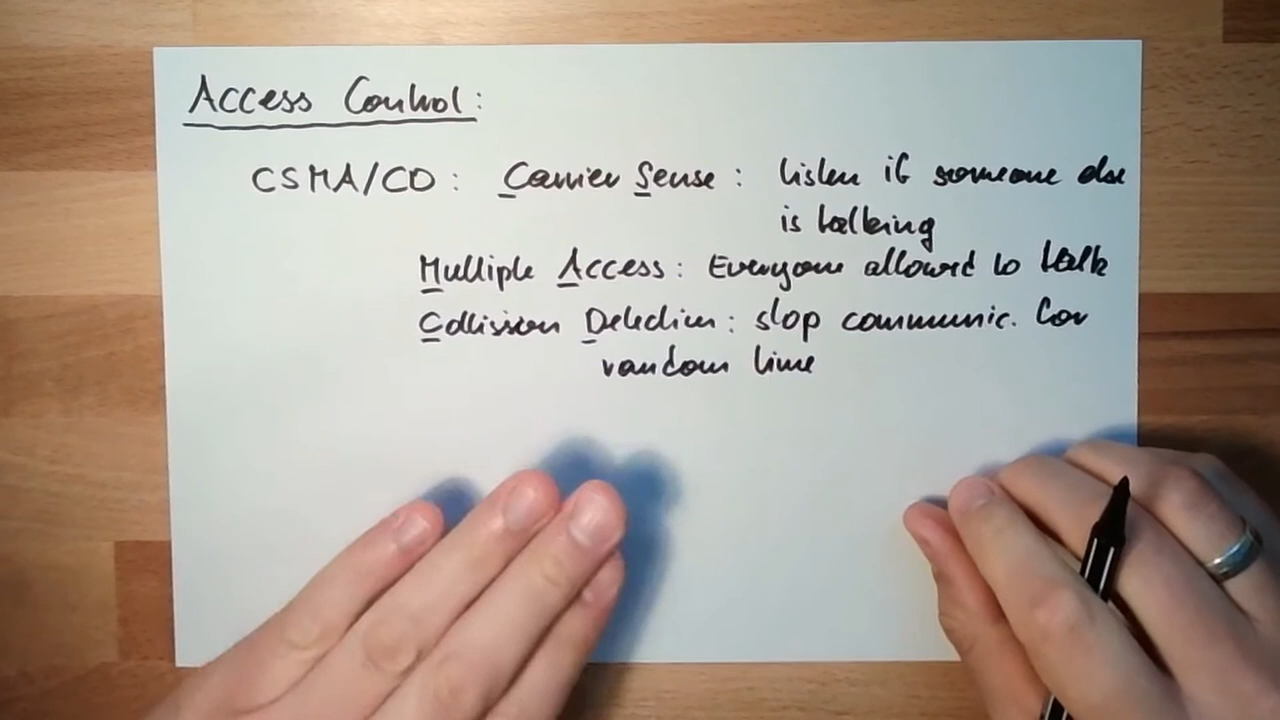 Access Control:
CSMA/CD: Carrier Sense: listen if someone else
is talking
Multiple Access: Everyone allowed to talk
Collision Detection: stop communic. for
random time